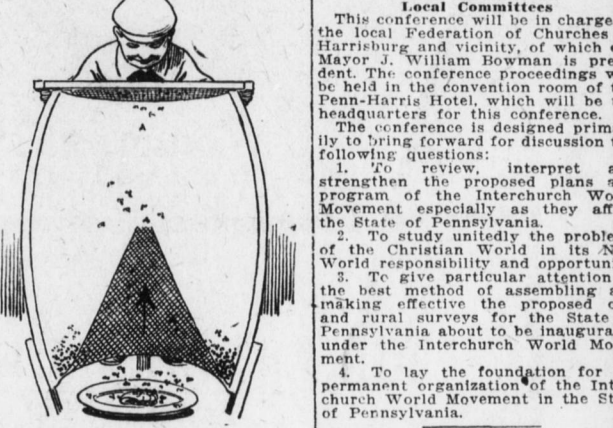 Local Committees
This conference will be in charge
the local Federation of Churches
Harrisburg and vicinity, of which
Mayor J. William Bowman is pre
dent. The conference proceedings w
be held in the convention room of
Penn-Harris Hotel, which will be
headquarters for this conference.
The conference is designed prim
ily to bring forward for discussion
following questions:
1. To review, interpret a
strengthen the proposed plans a
program of the Interchurch Wo
Movement especially as they aff
the State of Pennsylvania.
2. To study unitedly the proble
of the Christian World in its N
World responsibility and opportun
3. To give particular attention
the best method of assembling a
making effective the proposed
and rural surveys for the State
Pennsylvania about to be inaugura
under the Interchurch World Mo
ment.
4. To lay the foundation for
permanent organization of the Int
church World Movement in the St
of Pennsylvania.